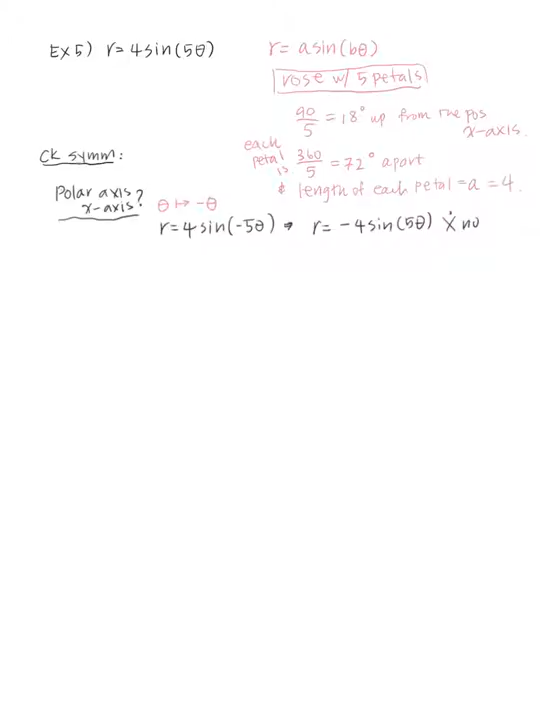 Ex 5) r = 4sin(5θ)
r = a sin(bθ)
rose w/ 5 petals
90/5 = 18° up from the pos x-axis.
each petal is 360/5 = 72° apart
& length of each petal = a = 4.
Ck symm:
Polar axis
x-axis?
θ ↦ -θ
r = 4sin(-5θ) → r = -4sin(5θ) X no